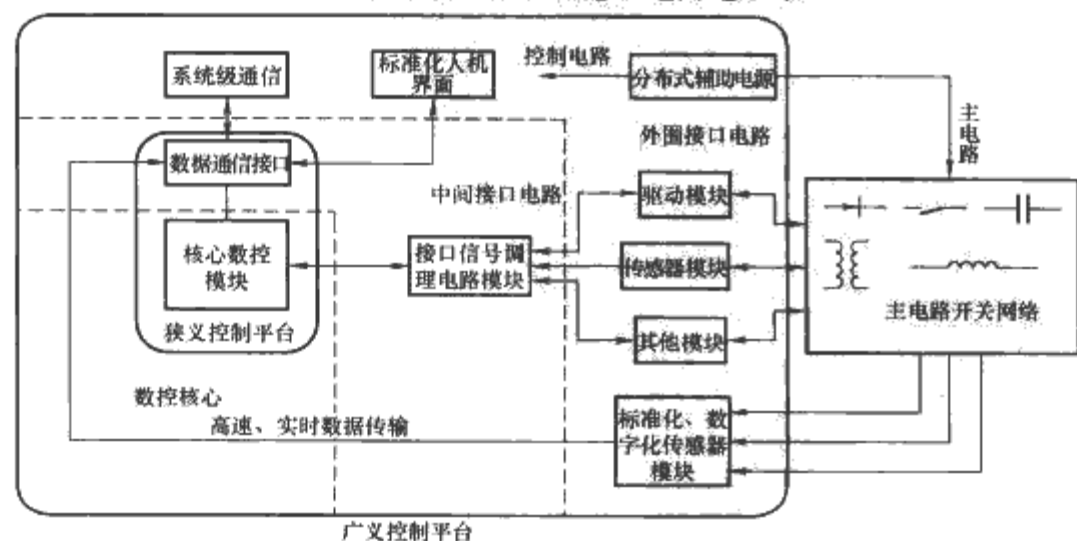 系统级通信
标准化人机
界面
控制电路
分布式辅助电源
主电路
外围接口电路
数据通信接口
中间接口电路
驱动模块
核心数控
模块
接口信号调
理电路模块
传感器模块
主电路开关网络
狭义控制平台
其他模块
数控核心
高速、实时数据传输
标准化、数
字化传感器
模块
广义控制平台